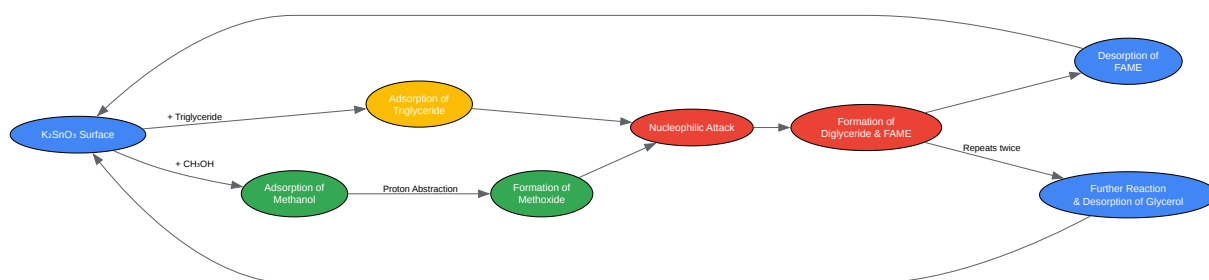 K₂SnO₃ Surface
+ Triglyceride
+ CH₃OH
Adsorption of
Triglyceride
Adsorption of
Methanol
Proton Abstraction
Formation of
Methoxide
Nucleophilic Attack
Formation of
Diglyceride & FAME
Repeats twice
Desorption of
FAME
Further Reaction
& Desorption of Glycerol